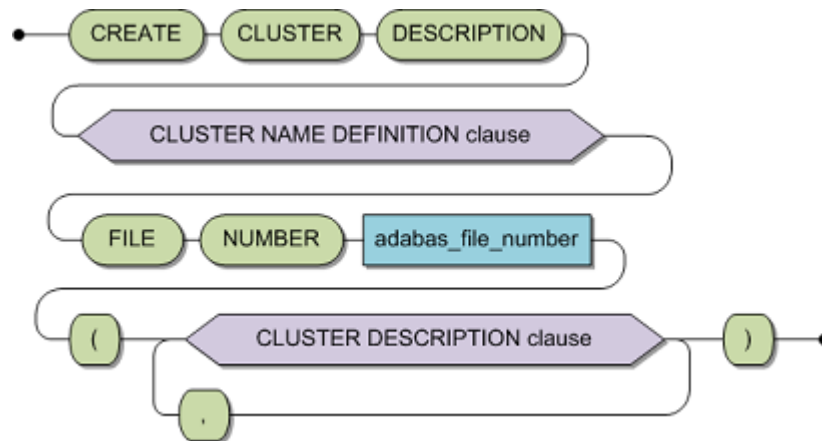 CREATE CLUSTER DESCRIPTION
CLUSTER NAME DEFINITION clause
FILE NUMBER adabas_file_number
( CLUSTER DESCRIPTION clause )
,